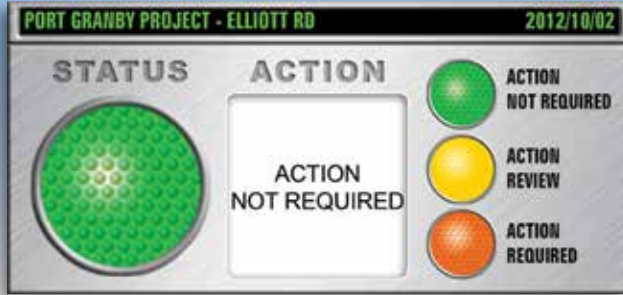 PORT GRANBY PROJECT - ELLIOTT RD 2012/10/02
STATUS ACTION
ACTION
NOT REQUIRED
ACTION
NOT REQUIRED
ACTION
REVIEW
ACTION
REQUIRED